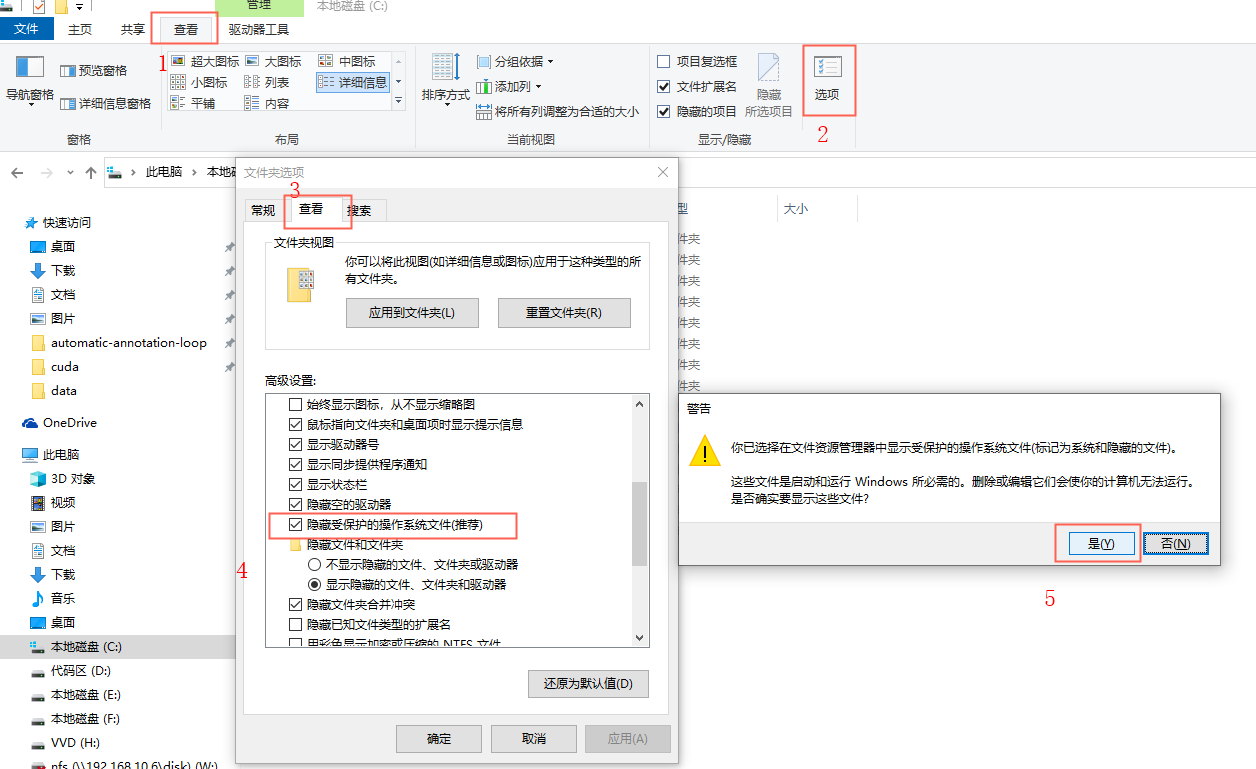 管理
本地磁盘 (C:)
文件
主页
共享
查看
驱动器工具
1
导航窗格
预览窗格
详细信息窗格
窗格
超大图标
大图标
中图标
小图标
列表
详细信息
平铺
内容
布局
排序方式
分组依据
添加列
将所有列调整为合适的大小
当前视图
项目复选框
文件扩展名
隐藏的项目
隐藏
所选项目
显示/隐藏
选项
2
此电脑
本地
快速访问
桌面
下载
文档
图片
automatic-annotation-loop
cuda
data
OneDrive
此电脑
3D 对象
视频
图片
文档
下载
音乐
桌面
本地磁盘 (C:)
代码区 (D:)
本地磁盘 (E:)
本地磁盘 (F:)
VVD (H:)
nfs (\\192.168.10.6\disk) (W:)
文件夹选项
3
常规
查看
搜索
文件夹视图
你可以将此视图(如详细信息或图标)应用于这种类型的所
有文件夹。
应用到文件夹(L)
重置文件夹(R)
高级设置:
始终显示图标，从不显示缩略图
鼠标指向文件夹和桌面项时显示提示信息
显示驱动器号
显示同步提供程序通知
显示状态栏
隐藏空的驱动器
隐藏受保护的操作系统文件(推荐)
隐藏文件和文件夹
不显示隐藏的文件、文件夹或驱动器
显示隐藏的文件、文件夹和驱动器
隐藏文件夹合并冲突
隐藏已知文件类型的扩展名
用彩色显示加密或压缩的 NTFS 文件
4
还原为默认值(D)
确定
取消
应用(A)
型
大小
件夹
件夹
件夹
件夹
件夹
件夹
件夹
件夹
警告
你已选择在文件资源管理器中显示受保护的操作系统文件(标记为系统和隐藏的文件)。
这些文件是启动和运行 Windows 所必需的。删除或编辑它们会使你的计算机无法运行。
是否确实要显示这些文件?
是(Y)
否(N)
5